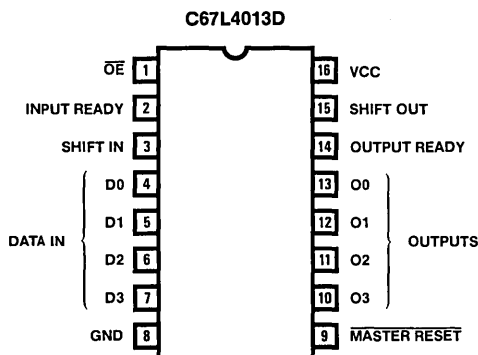 C67L4013D
OE 1 16 VCC
INPUT READY 2 15 SHIFT OUT
SHIFT IN 3 14 OUTPUT READY
D0 4 13 O0
D1 5 12 O1
DATA IN OUTPUTS
D2 6 11 O2
D3 7 10 O3
GND 8 9 MASTER RESET